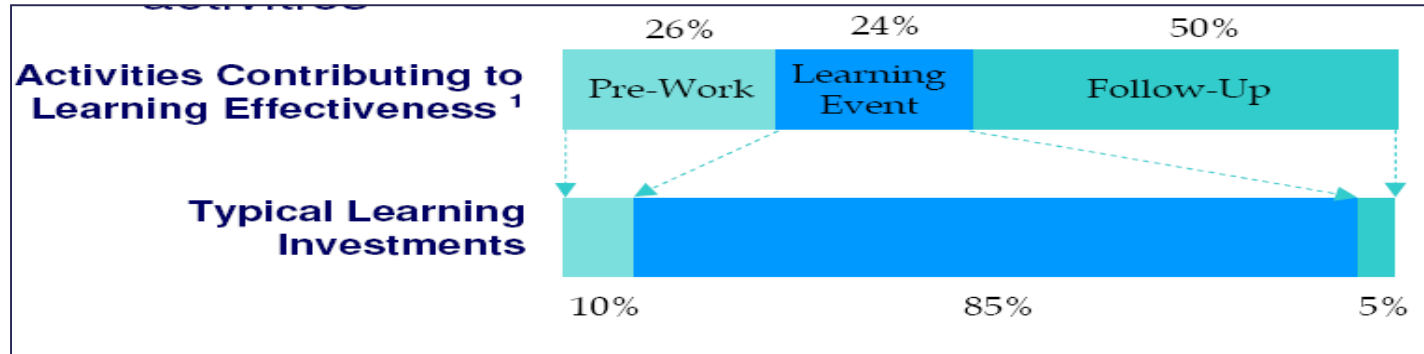 activities
26% 24% 50%
Activities Contributing to
Learning Effectiveness 1
Pre-Work
Learning
Event
Follow-Up
Typical Learning
Investments
10% 85% 5%